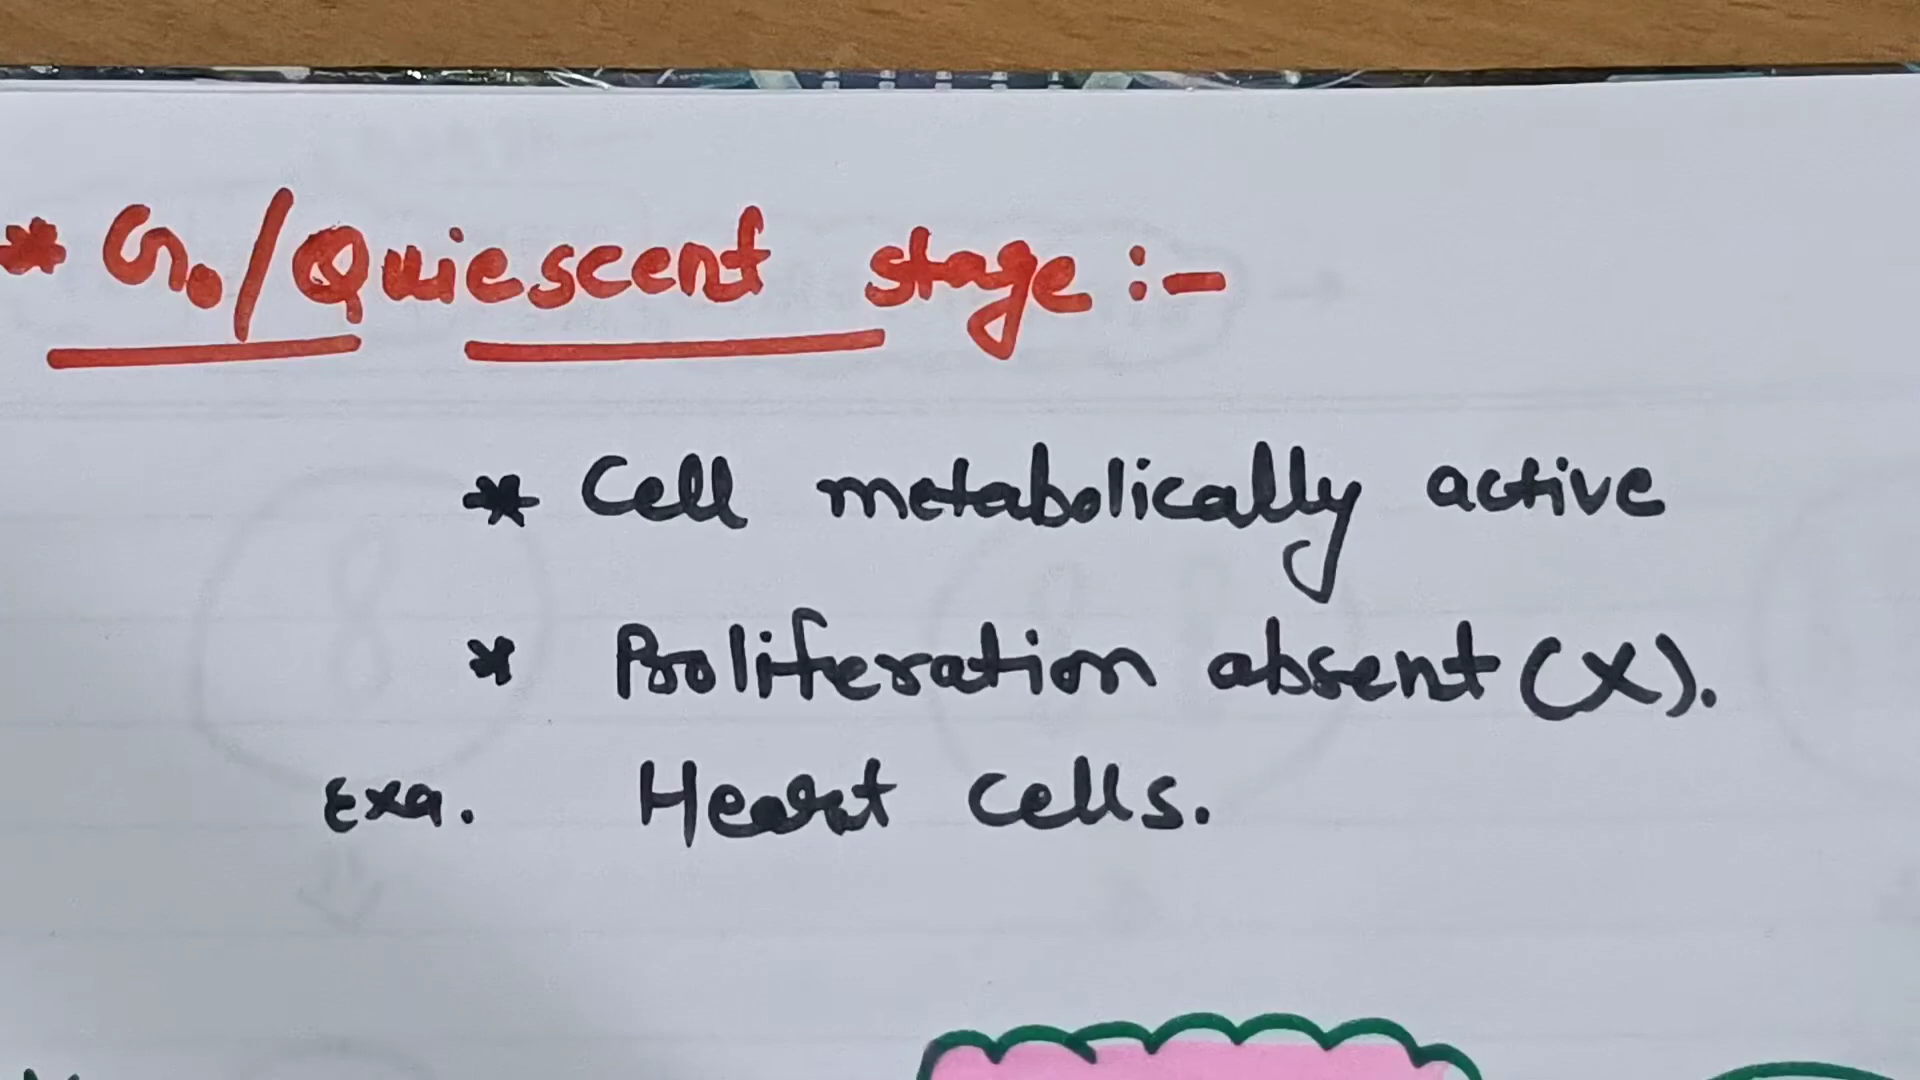 * G₀/Quiescent stage :-
* Cell metabolically active
* Proliferation absent (X).
Exa. Heart cells.